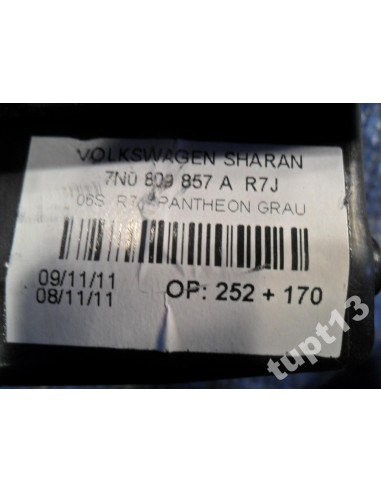 VOLKSWAGEN SHARAN
7N0 809 857 A R7J
06S PANTHEON GRAU
09/11/11
08/11/11
OP: 252 + 170
tupt13